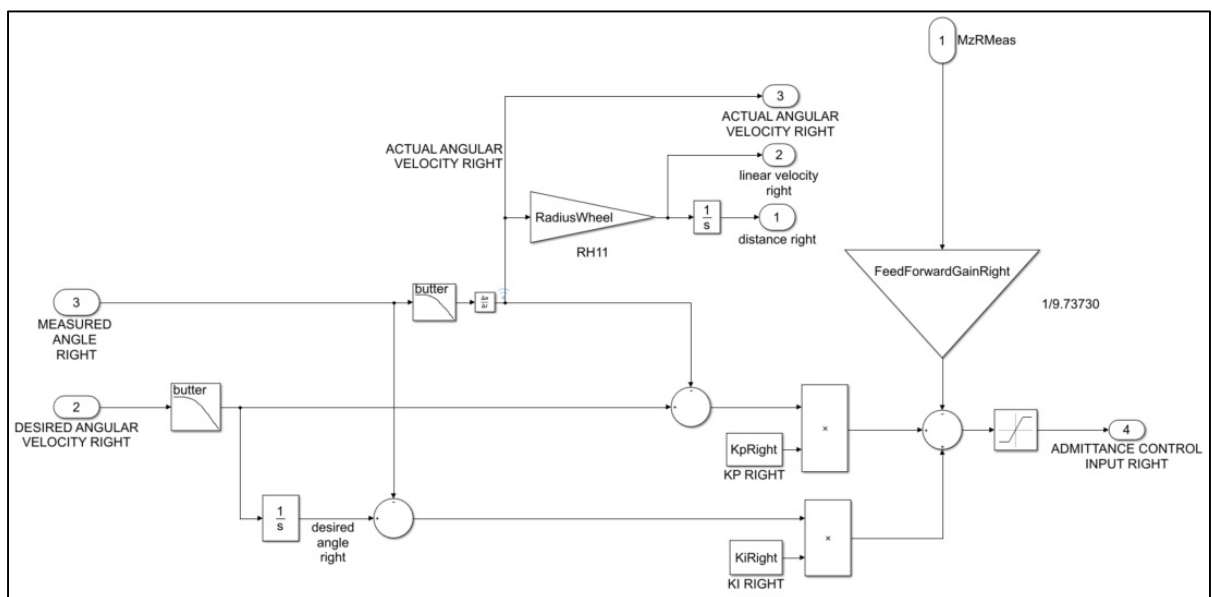 1
MzRMeas
3
ACTUAL ANGULAR
VELOCITY RIGHT
ACTUAL ANGULAR
VELOCITY RIGHT
2
linear velocity
right
RadiusWheel
1
s
1
distance right
RH11
FeedForwardGainRight
1/9.73730
butter
Δu
Δt
3
MEASURED
ANGLE
RIGHT
butter
2
DESIRED ANGULAR
VELOCITY RIGHT
KpRight
KP RIGHT
×
4
ADMITTANCE CONTROL
INPUT RIGHT
1
s
desired
angle
right
KiRight
KI RIGHT
×